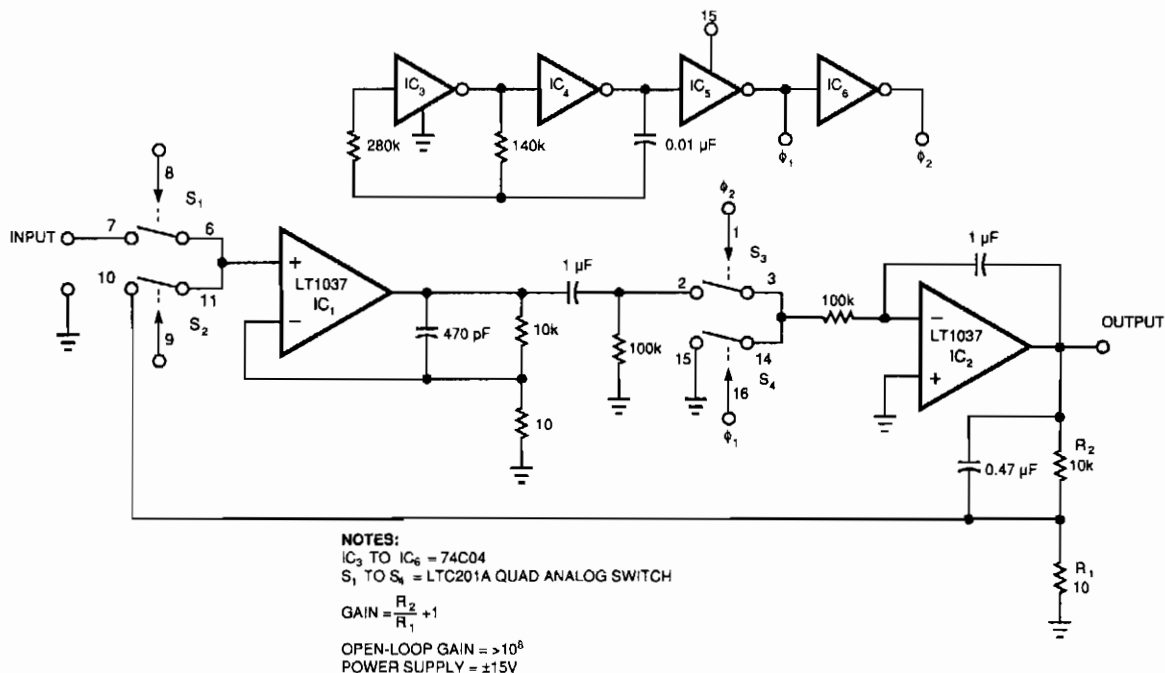 15
IC3
IC4
IC5
IC6
280k
140k
0.01 µF
ϕ1
ϕ2
8
S1
INPUT
7
6
10
11
S2
9
+
LT1037
IC1
−
470 pF
10k
10
1 µF
100k
ϕ2
1
S3
2
3
15
14
S4
16
ϕ1
100k
1 µF
−
LT1037
IC2
+
OUTPUT
0.47 µF
R2
10k
R1
10
NOTES:
IC3 TO IC6 = 74C04
S1 TO S4 = LTC201A QUAD ANALOG SWITCH
GAIN = R2/R1 +1
OPEN-LOOP GAIN = >10⁸
POWER SUPPLY = ±15V